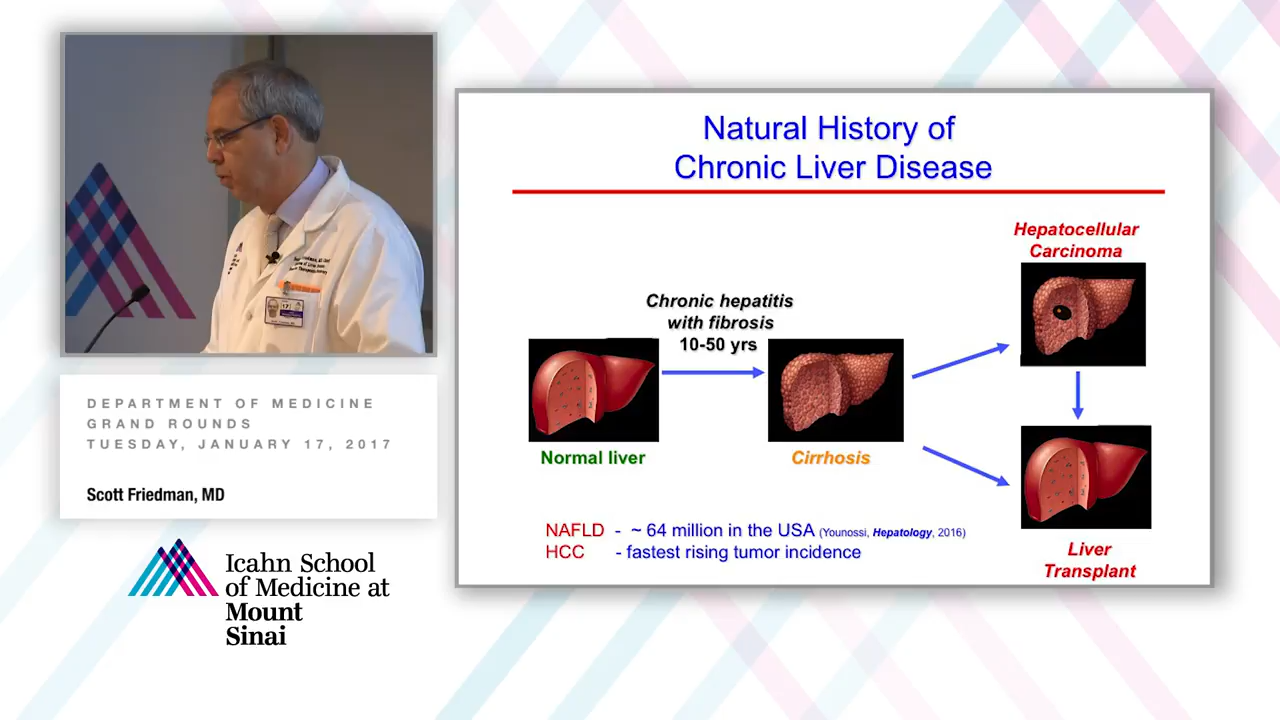 DEPARTMENT OF MEDICINE
GRAND ROUNDS
TUESDAY, JANUARY 17, 2017
Scott Friedman, MD
Icahn School
of Medicine at
Mount
Sinai
Natural History of
Chronic Liver Disease
Chronic hepatitis
with fibrosis
10-50 yrs
Normal liver
Cirrhosis
Hepatocellular
Carcinoma
Liver
Transplant
NAFLD - ~ 64 million in the USA (Younossi, Hepatology, 2016)
HCC - fastest rising tumor incidence